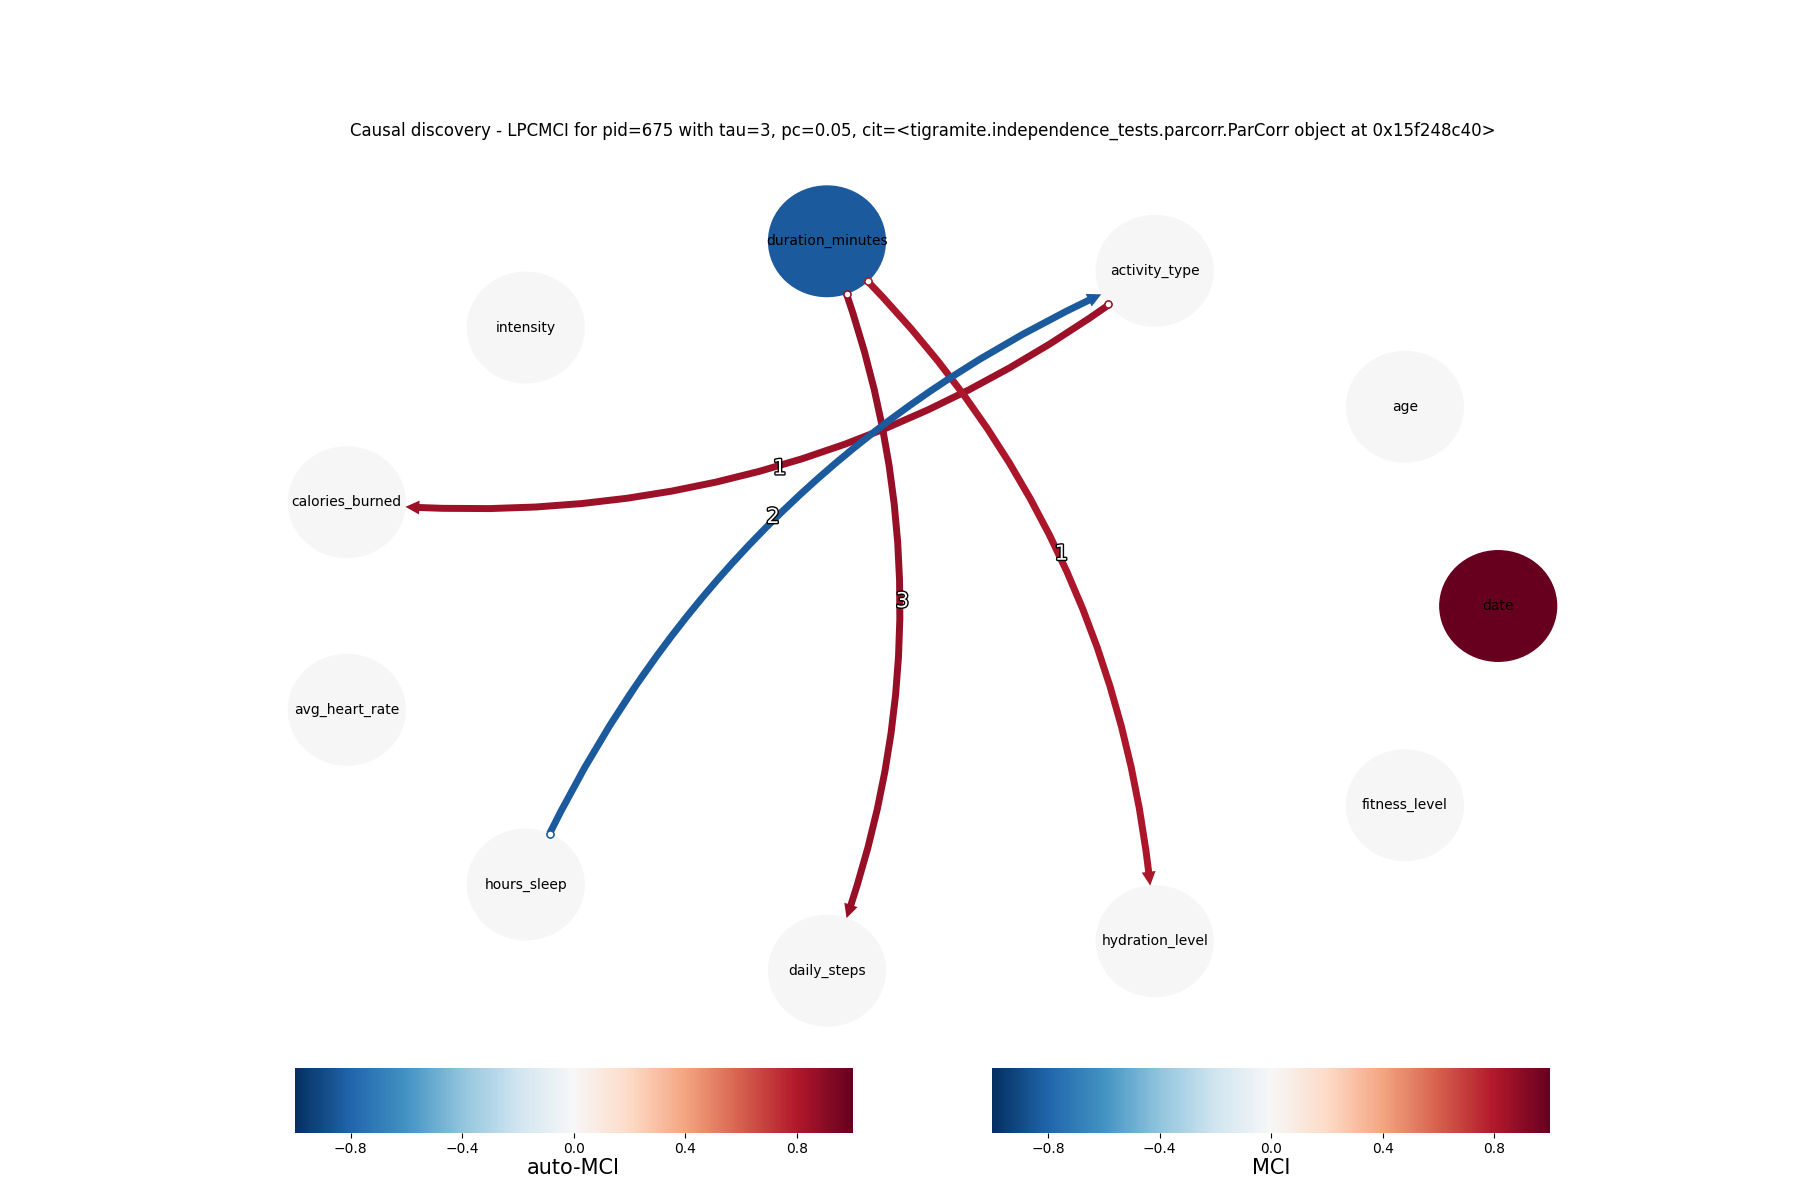 Causal discovery - LPCMCI for pid=675 with tau=3, pc=0.05, cit=<tigramite.independence_tests.parcorr.ParCorr object at 0x15f248c40>
duration_minutes
activity_type
intensity
age
calories_burned
1
2
1
3
date
avg_heart_rate
fitness_level
hours_sleep
hydration_level
daily_steps
−0.8 −0.4 0.0 0.4 0.8
auto-MCI
−0.8 −0.4 0.0 0.4 0.8
MCI